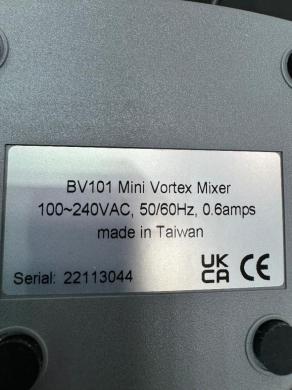 BV101 Mini Vortex Mixer
100~240VAC, 50/60Hz, 0.6amps
made in Taiwan
Serial: 22113044
UK
CA CE